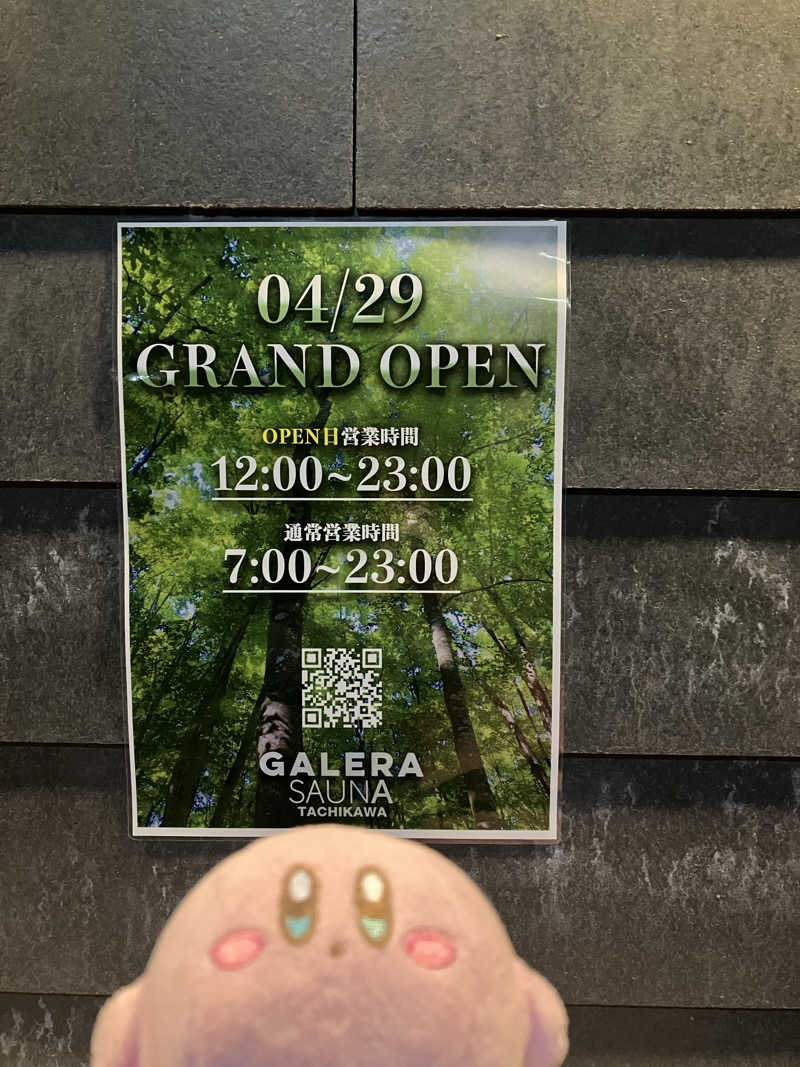 04/29
GRAND OPEN
OPEN日営業時間
12:00~23:00
通常営業時間
7:00~23:00
GALERA
SAUNA
TACHIKAWA